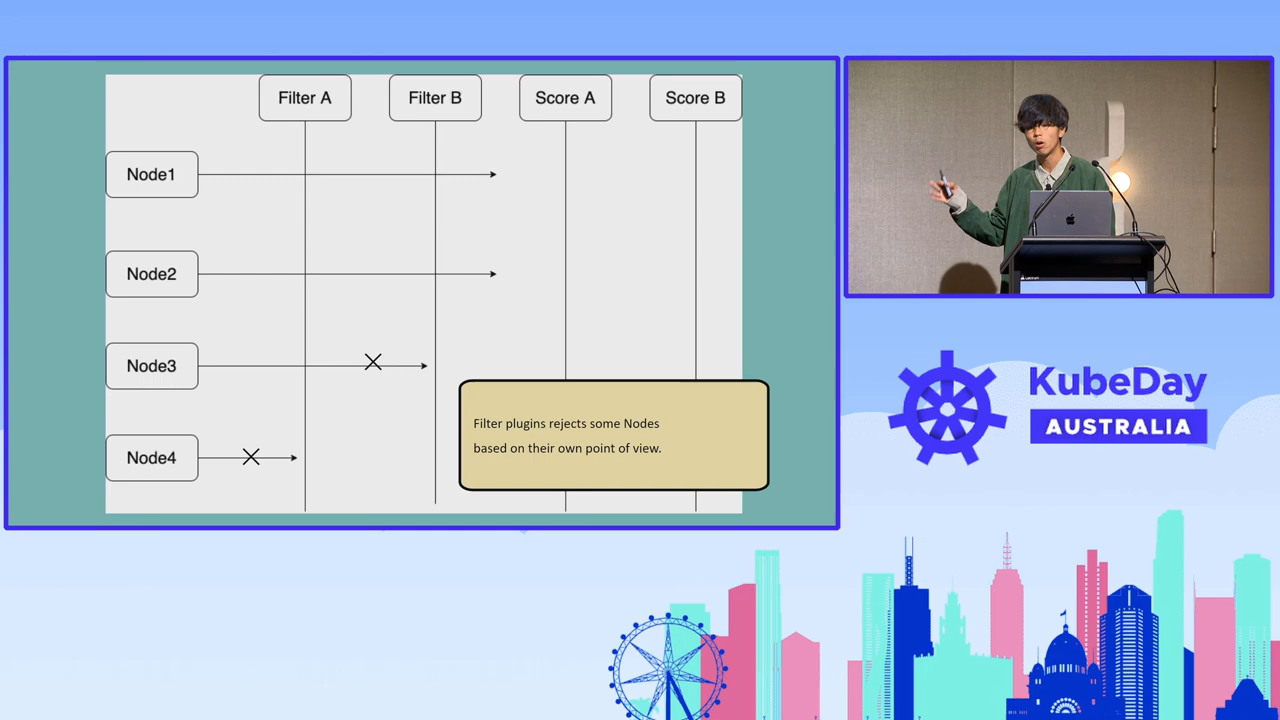 Filter A
Filter B
Score A
Score B
Node1
Node2
Node3
Node4
Filter plugins rejects some Nodes
based on their own point of view.
KubeDay
AUSTRALIA